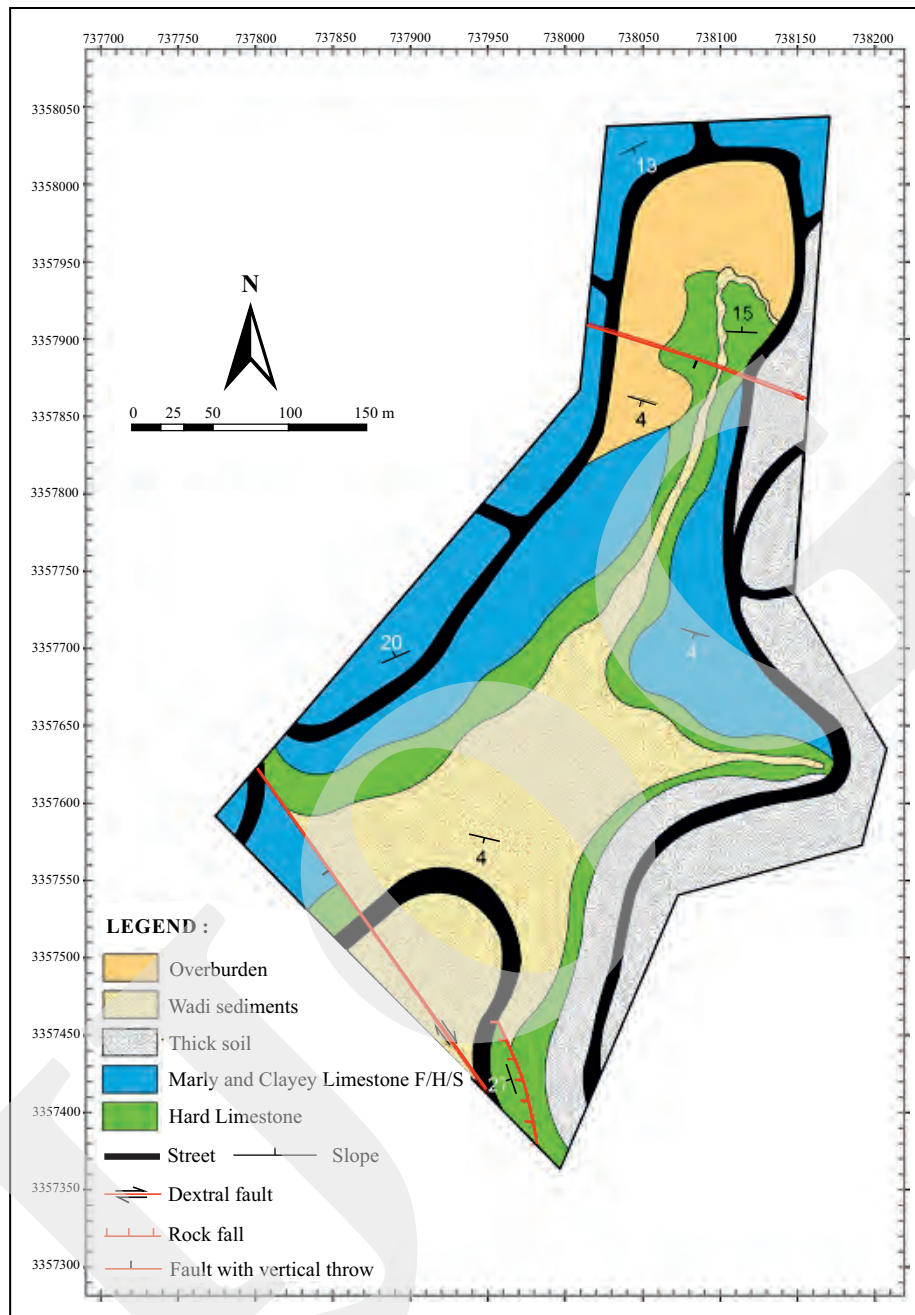 737700 737750 737800 737850 737900 737950 738000 738050 738100 738150 738200
3358050
3358000
3357950
3357900
3357850
3357800
3357750
3357700
3357650
3357600
3357550
3357500
3357450
3357400
3357350
3357300
N
0 25 50 100 150 m
13
15
4
20
4
4
27
LEGEND :
Overburden
Wadi sediments
Thick soil
Marly and Clayey Limestone F/H/S
Hard Limestone
Street Slope
Dextral fault
Rock fall
Fault with vertical throw